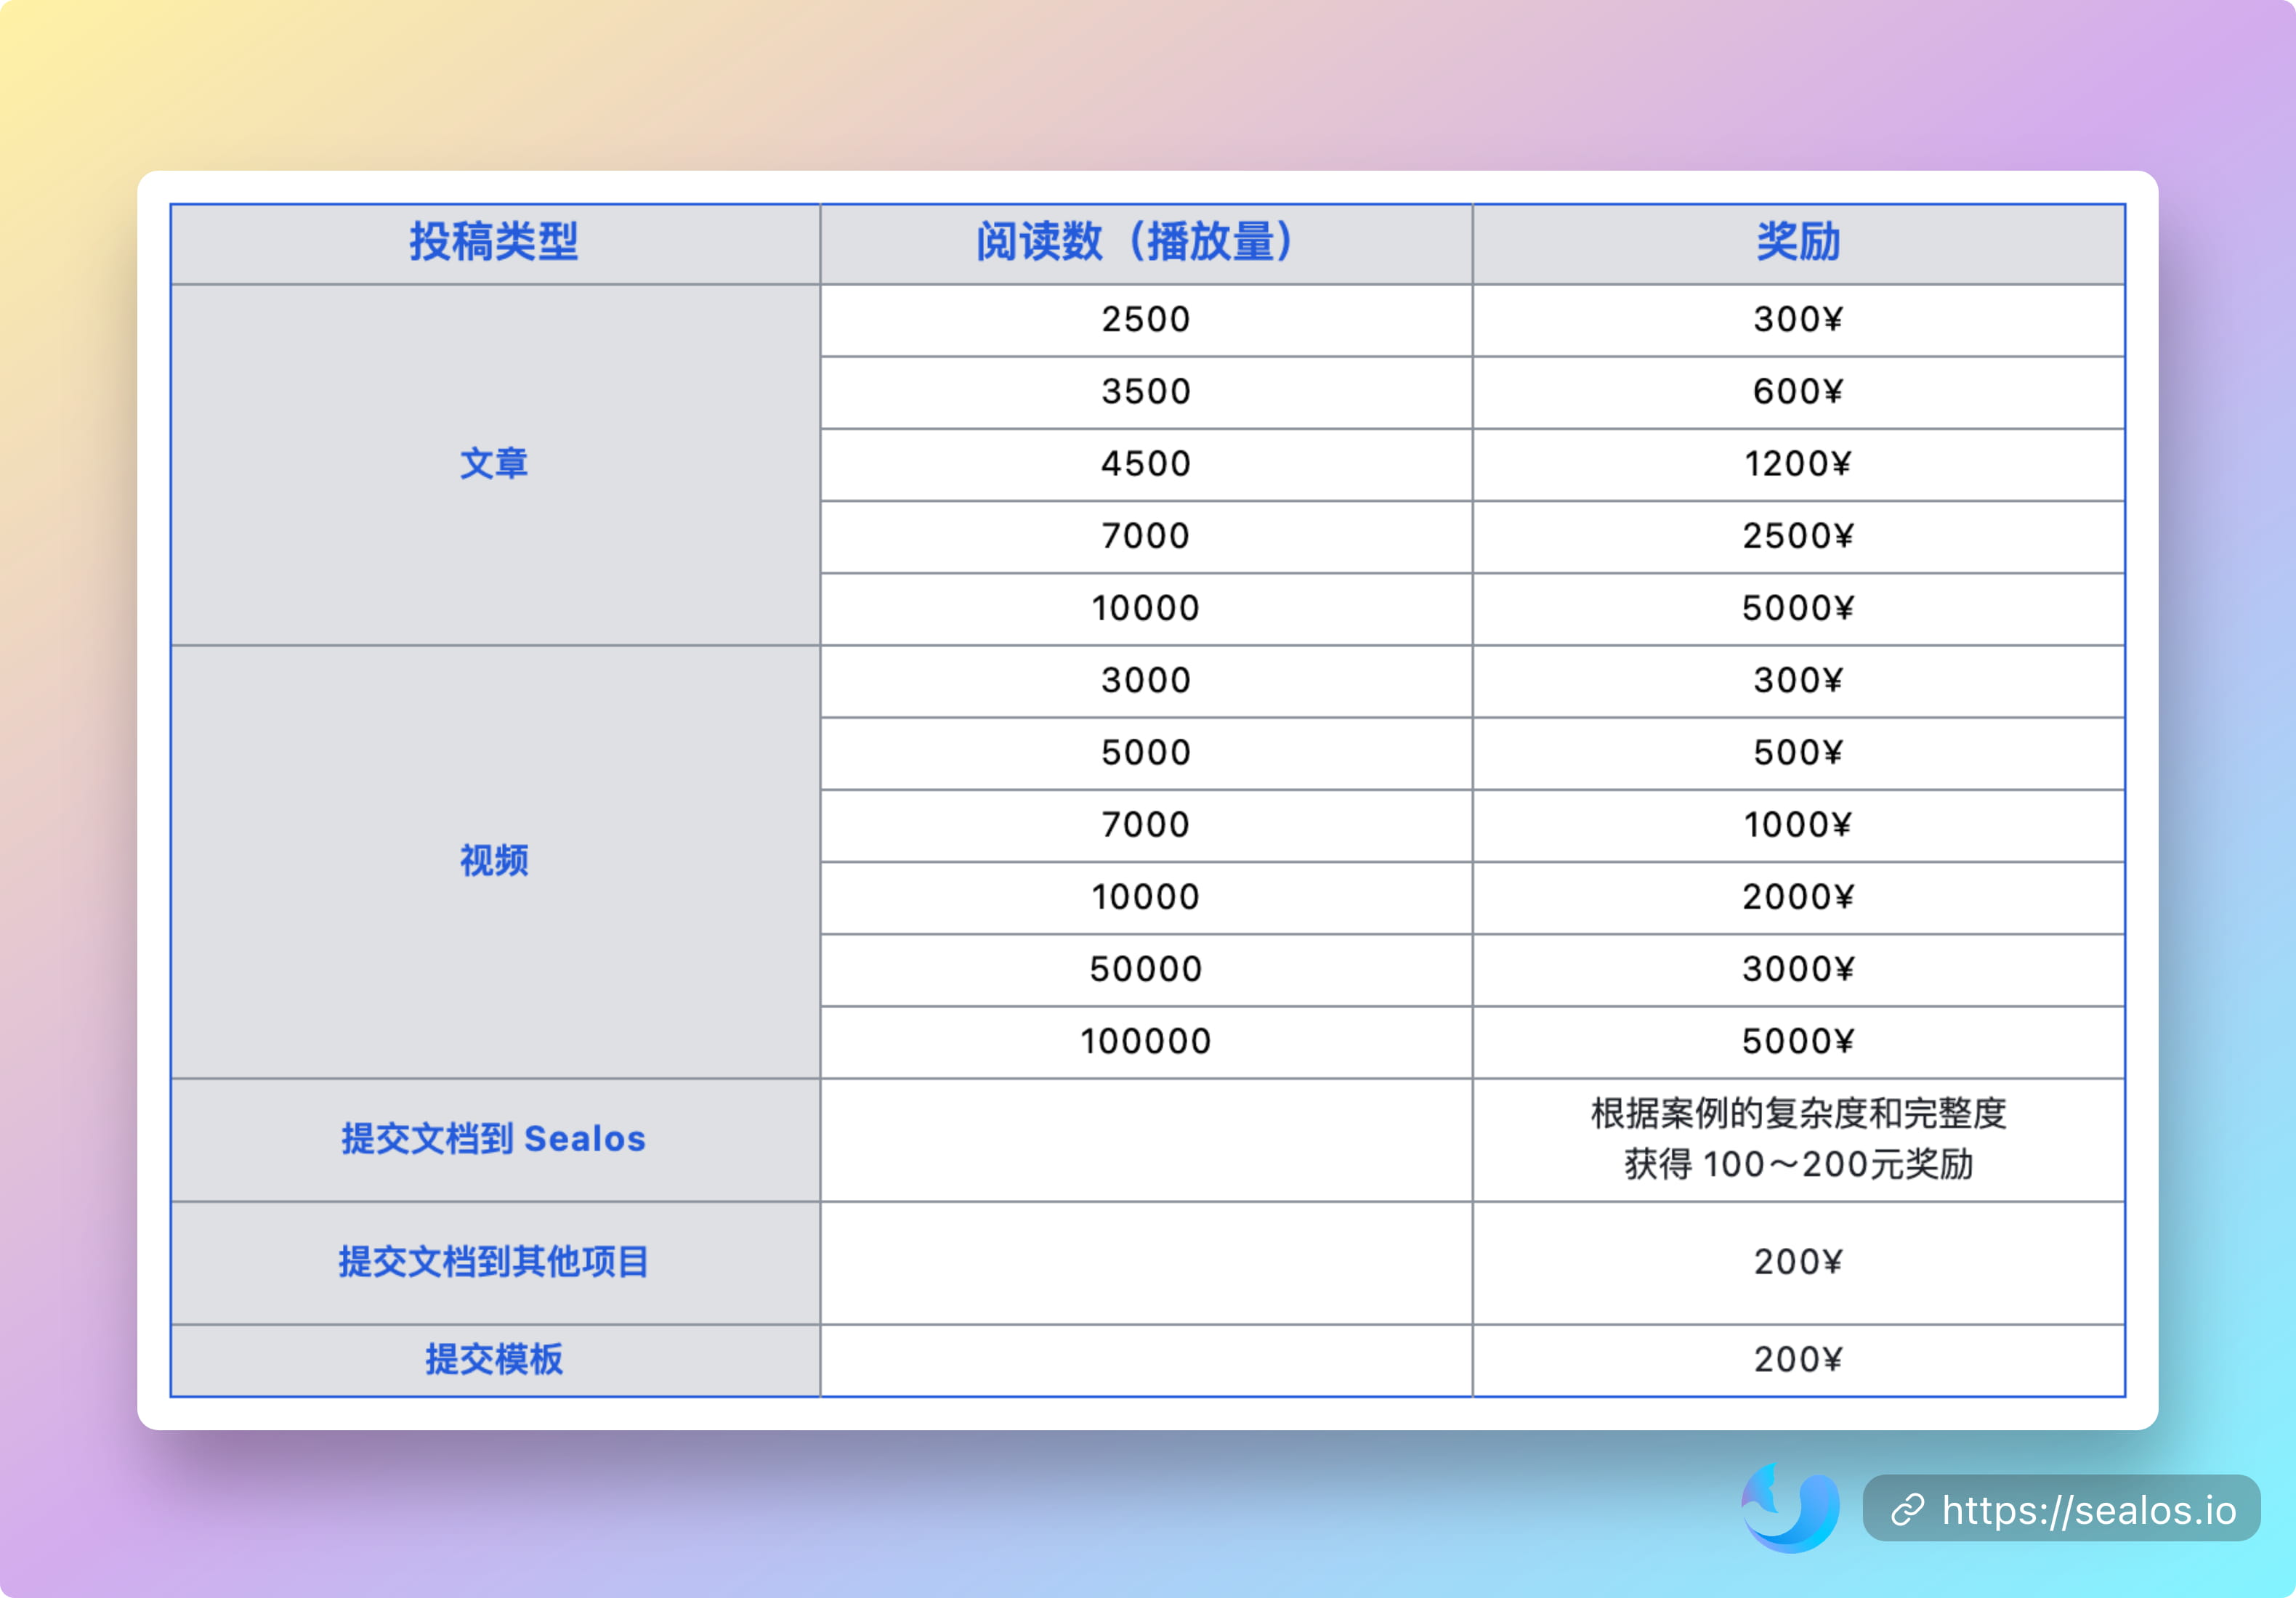 投稿类型 阅读数（播放量） 奖励
文章
2500 300¥
3500 600¥
4500 1200¥
7000 2500¥
10000 5000¥
视频
3000 300¥
5000 500¥
7000 1000¥
10000 2000¥
50000 3000¥
100000 5000¥
提交文档到 Sealos
根据案例的复杂度和完整度
获得 100～200元奖励
提交文档到其他项目 200¥
提交模板 200¥
https://sealos.io